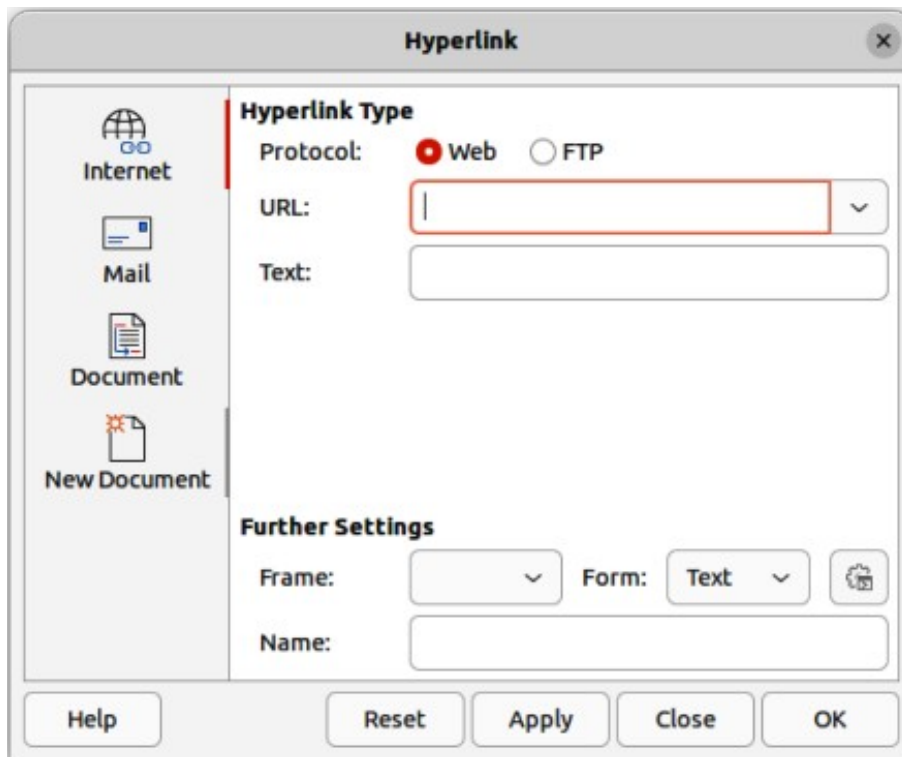 Hyperlink
Internet
Mail
Document
New Document
Hyperlink Type
Protocol: Web FTP
URL:
Text:
Further Settings
Frame: Form: Text
Name:
Help Reset Apply Close OK